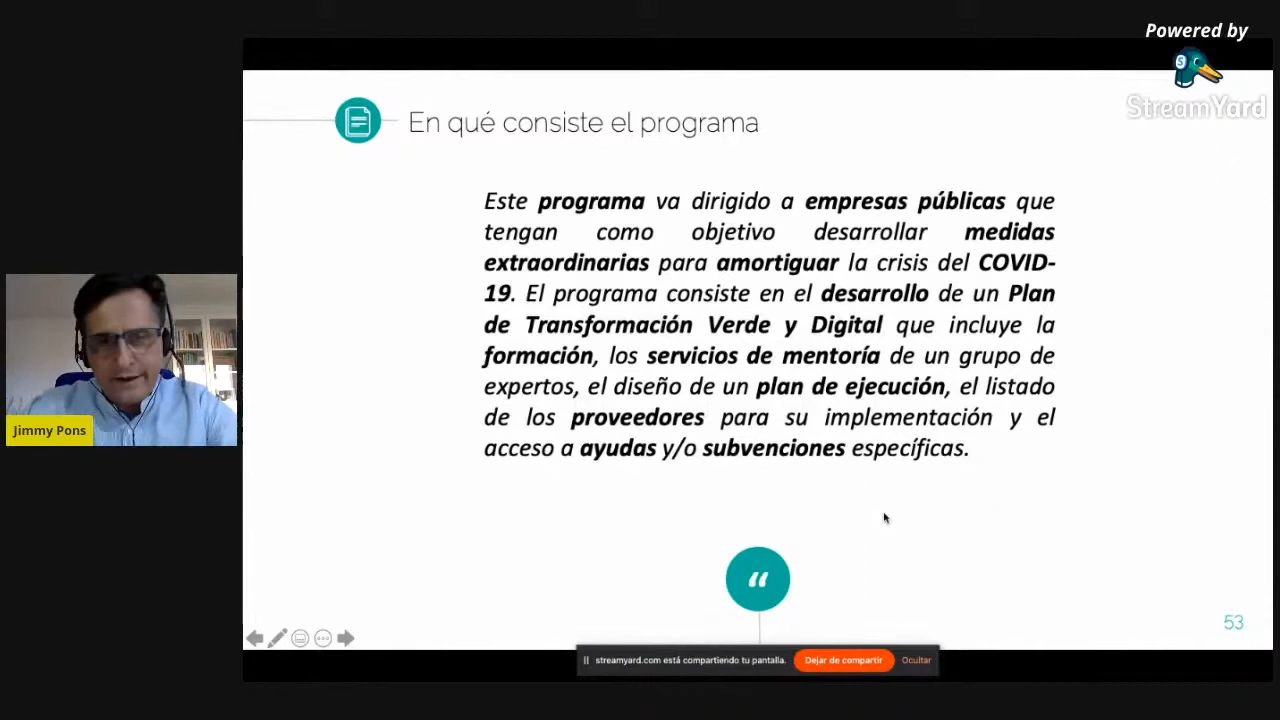 Powered by
StreamYard
En qué consiste el programa
Este programa va dirigido a empresas públicas que
tengan como objetivo desarrollar medidas
extraordinarias para amortiguar la crisis del COVID-
19. El programa consiste en el desarrollo de un Plan
de Transformación Verde y Digital que incluye la
formación, los servicios de mentoría de un grupo de
expertos, el diseño de un plan de ejecución, el listado
de los proveedores para su implementación y el
acceso a ayudas y/o subvenciones específicas.
Jimmy Pons
“
53
streamyard.com está compartiendo tu pantalla.
Dejar de compartir
Ocultar